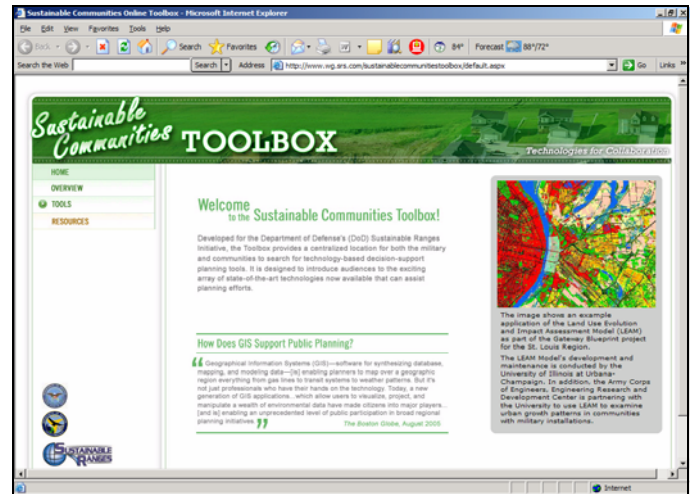 Sustainable Communities Online Toolbox - Microsoft Internet Explorer
File Edit View Favorites Tools Help
Back Search Favorites 84° Forecast 88°/72°
Search the Web Search Address http://www.wg.srs.com/sustainablecommunitiestoolbox/default.aspx Go Links »
Sustainable
Communities TOOLBOX
Technologies for Collaboration
HOME
OVERVIEW
TOOLS
RESOURCES
Welcome
to the Sustainable Communities Toolbox!
Developed for the Department of Defense's (DoD) Sustainable Ranges
Initiative, the Toolbox provides a centralized location for both the military
and communities to search for technology-based decision-support
planning tools. It is designed to introduce audiences to the exciting
array of state-of-the-art technologies now available that can assist
planning efforts.
How Does GIS Support Public Planning?
“ Geographical Information Systems (GIS)—software for synthesizing database,
mapping, and modeling data—[is] enabling planners to map over a geographic
region everything from gas lines to transit systems to weather patterns. But it's
not just professionals who have their hands on the technology. Today, a new
generation of GIS applications.. which allow users to visualize, project, and
manipulate a wealth of environmental data have made citizens into major players...
[and is] enabling an unprecedented level of public participation in broad regional
planning initiatives. ”
The Boston Globe, August 2005
The image shows an example
application of the Land Use Evolution
and Impact Assessment Model (LEAM)
as part of the Gateway Blueprint project
for the St. Louis Region.
The LEAM Model's development and
maintenance is conducted by the
University of Illinois at Urbana-
Champaign. In addition, the Army Corps
of Engineers, Engineering Research and
Development Center is partnering with
the University to use LEAM to examine
urban growth patterns in communities
with military installations.
SUSTAINABLE
RANGES
Internet